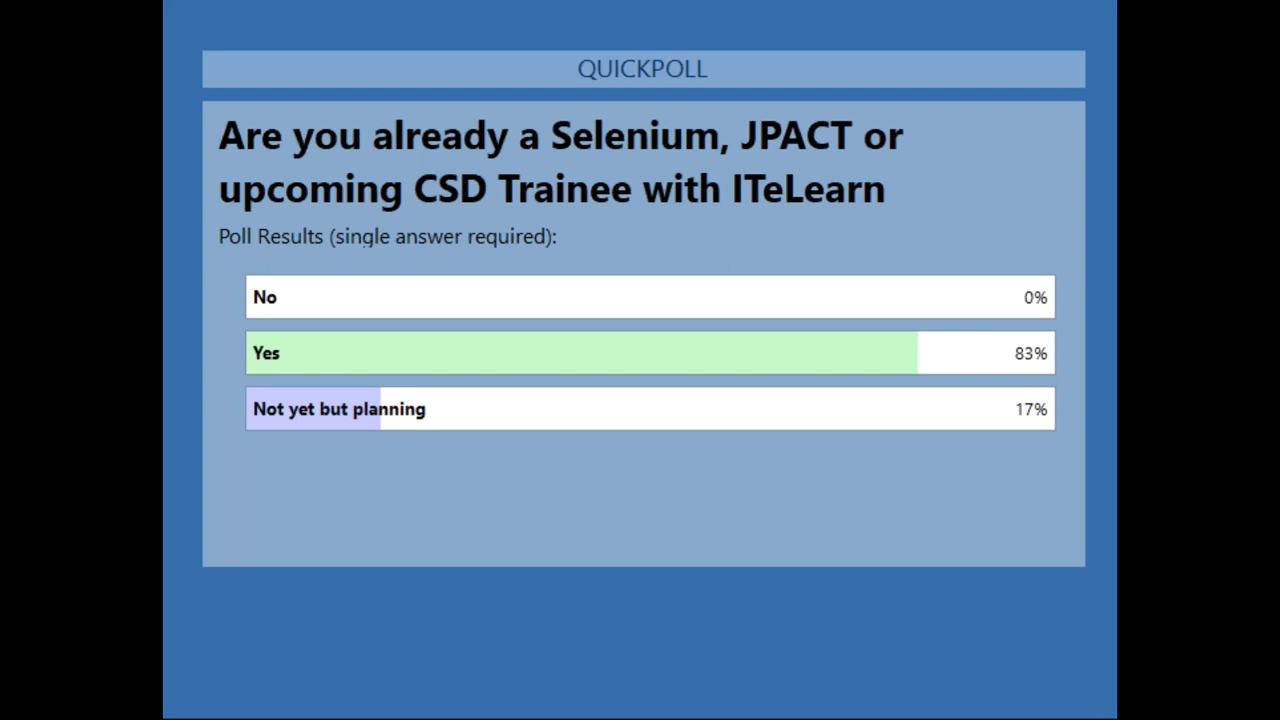 QUICKPOLL
Are you already a Selenium, JPACT or
upcoming CSD Trainee with ITeLearn
Poll Results (single answer required):
No 0%
Yes 83%
Not yet but planning 17%